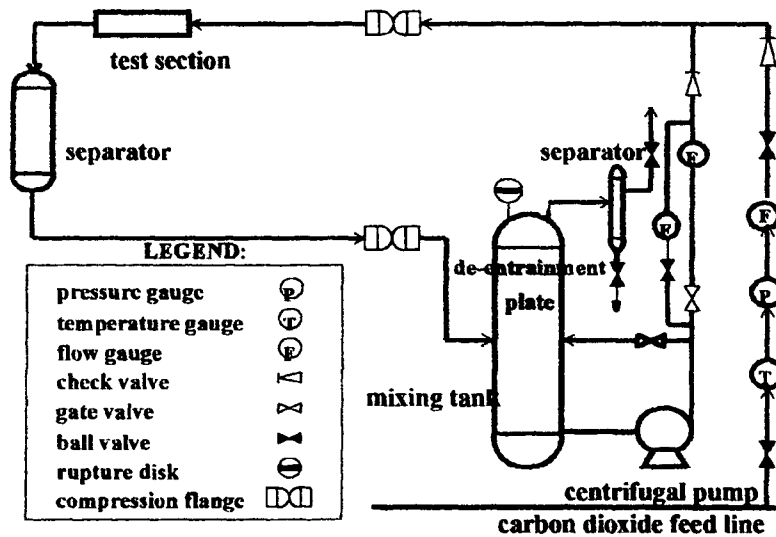 test section
separator
separator
F
F
F
LEGEND:
de-entrainment
plate
pressure gauge P
temperature gauge T
flow gauge F
check valve
gate valve
ball valve
rupture disk
compression flange
P
T
mixing tank
centrifugal pump
carbon dioxide feed line